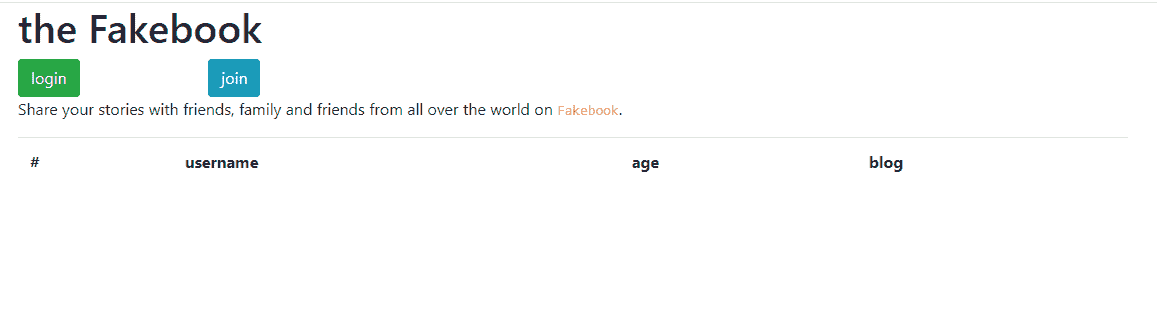 the Fakebook
login join
Share your stories with friends, family and friends from all over the world on Fakebook.
# username age blog